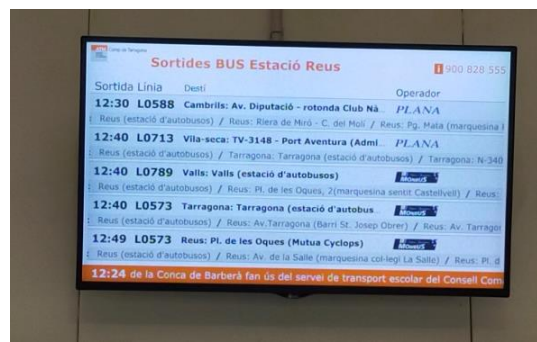 Camp de Tarragona
Sortides BUS Estació Reus
i 900 828 555
Sortida Línia Destí Operador
12:30 L0588 Cambrils: Av. Diputació - rotonda Club Nà PLANA
Reus (estació d'autobusos) / Reus: Riera de Miró - C. del Molí / Reus: Pg. Mata (marquesina
12:40 L0713 Vila-seca: TV-3148 - Port Aventura (Admi PLANA
Reus (estació d'autobusos) / Tarragona: Tarragona (estació d'autobusos) / Tarragona: N-340
12:40 L0789 Valls: Valls (estació d'autobusos) MONBUS
Reus (estació d'autobusos) / Reus: Pl. de les Oques, 2(marquesina sentit Castellvell) / Reus:
12:40 L0573 Tarragona: Tarragona (estació d'autobus MONBUS
Reus (estació d'autobusos) / Reus: Av.Tarragona (Barri St. Josep Obrer) / Reus: Av. Tarragon
12:49 L0573 Reus: Pl. de les Oques (Mutua Cyclops) MONBUS
Reus (estació d'autobusos) / Reus: Av. de la Salle (marquesina col·legi La Salle) / Reus: Pl. d
12:24 de la Conca de Barberà fan ús del servei de transport escolar del Consell Com